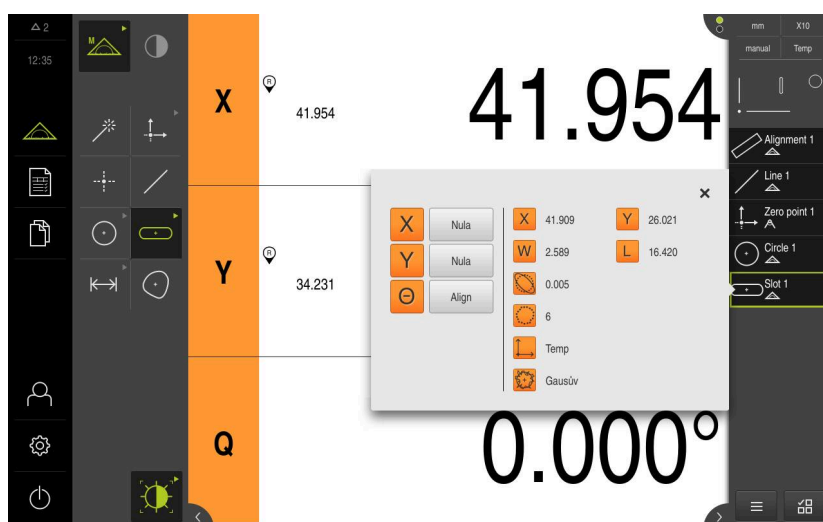 2
12:35
M
X
R
41.954
41.954
Y
R
34.231
Q
0.000°
X
Nula
Y
Nula
Θ
Align
X
41.909
Y
26.021
W
2.589
L
16.420
0.005
6
Temp
Gausův
mm
X10
manual
Temp
Alignment 1
Line 1
Zero point 1
Circle 1
Slot 1